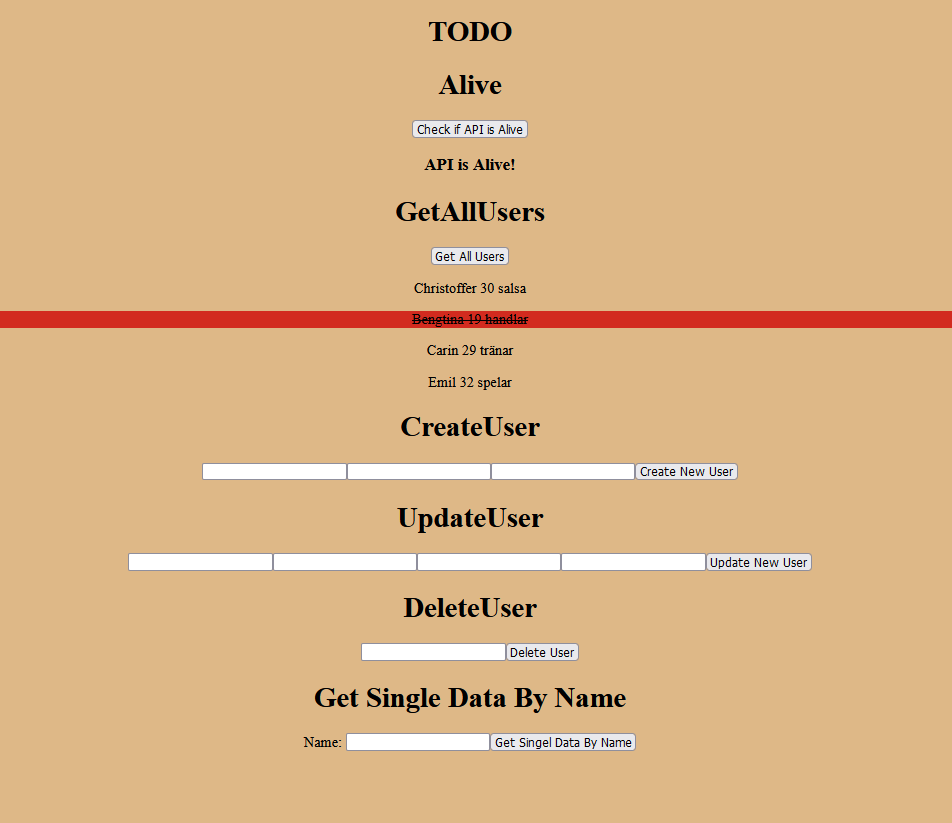 TODO
Alive
Check if API is Alive
API is Alive!
GetAllUsers
Get All Users
Christoffer 30 salsa
Bengtina 19 handlar
Carin 29 tränar
Emil 32 spelar
CreateUser
Create New User
UpdateUser
Update New User
DeleteUser
Delete User
Get Single Data By Name
Name: Get Singel Data By Name